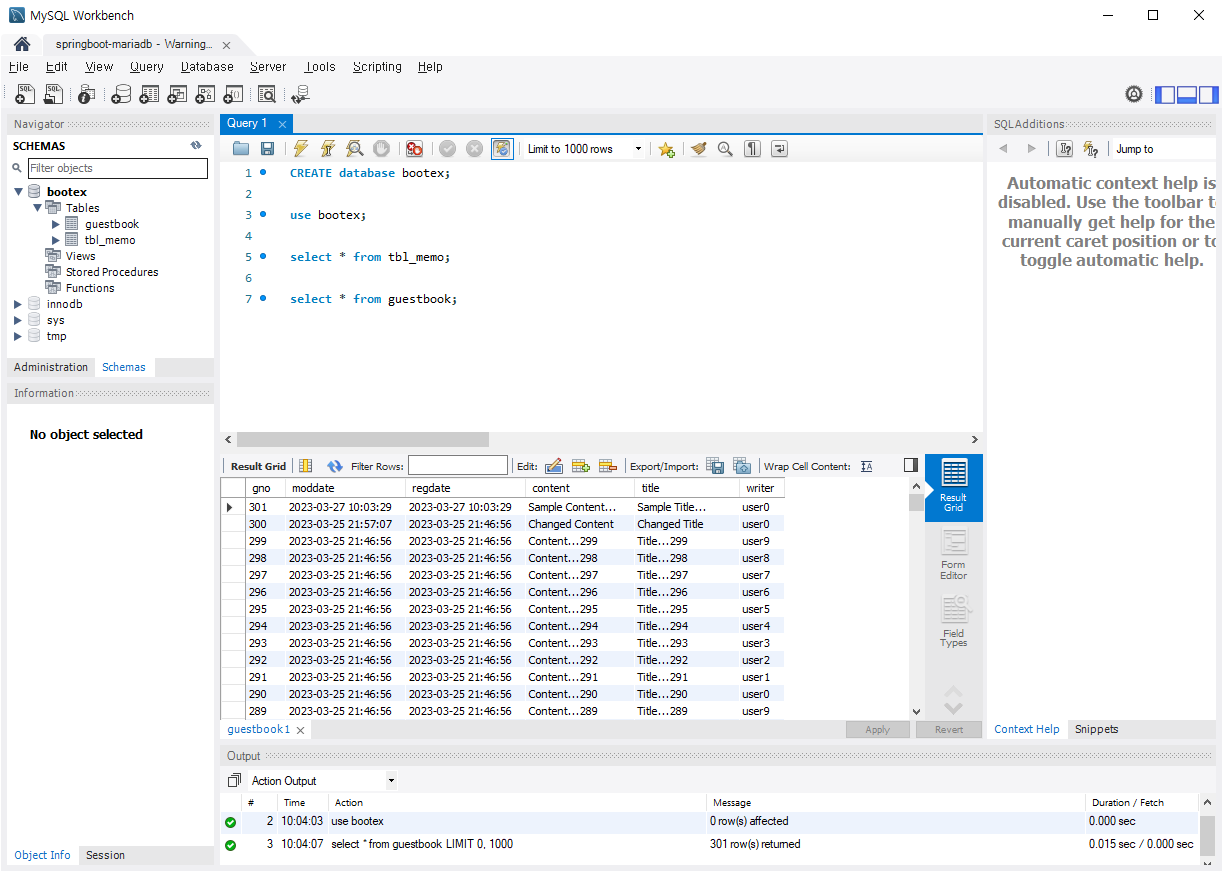 MySQL Workbench
springboot-mariadb - Warning...
File Edit View Query Database Server Tools Scripting Help
Navigator
SCHEMAS
Filter objects
bootex
Tables
guestbook
tbl_memo
Views
Stored Procedures
Functions
innodb
sys
tmp
Administration Schemas
Information
No object selected
Object Info Session
Query 1
Limit to 1000 rows
1 CREATE database bootex;
2
3 use bootex;
4
5 select * from tbl_memo;
6
7 select * from guestbook;
Result Grid Filter Rows: Edit: Export/Import: Wrap Cell Content: IA
gno moddate regdate content title writer
301 2023-03-27 10:03:29 2023-03-27 10:03:29 Sample Content... Sample Title... user0
300 2023-03-25 21:57:07 2023-03-25 21:46:56 Changed Content Changed Title user0
299 2023-03-25 21:46:56 2023-03-25 21:46:56 Content...299 Title...299 user9
298 2023-03-25 21:46:56 2023-03-25 21:46:56 Content...298 Title...298 user8
297 2023-03-25 21:46:56 2023-03-25 21:46:56 Content...297 Title...297 user7
296 2023-03-25 21:46:56 2023-03-25 21:46:56 Content...296 Title...296 user6
295 2023-03-25 21:46:56 2023-03-25 21:46:56 Content...295 Title...295 user5
294 2023-03-25 21:46:56 2023-03-25 21:46:56 Content...294 Title...294 user4
293 2023-03-25 21:46:56 2023-03-25 21:46:56 Content...293 Title...293 user3
292 2023-03-25 21:46:56 2023-03-25 21:46:56 Content...292 Title...292 user2
291 2023-03-25 21:46:56 2023-03-25 21:46:56 Content...291 Title...291 user1
290 2023-03-25 21:46:56 2023-03-25 21:46:56 Content...290 Title...290 user0
289 2023-03-25 21:46:56 2023-03-25 21:46:56 Content...289 Title...289 user9
Result
Grid
Form
Editor
Field
Types
guestbook1
Apply Revert
SQLAdditions
Jump to
Automatic context help is
disabled. Use the toolbar t
manually get help for the
current caret position or to
toggle automatic help.
Context Help Snippets
Output
Action Output
# Time Action Message Duration / Fetch
2 10:04:03 use bootex 0 row(s) affected 0.000 sec
3 10:04:07 select * from guestbook LIMIT 0, 1000 301 row(s) returned 0.015 sec / 0.000 sec